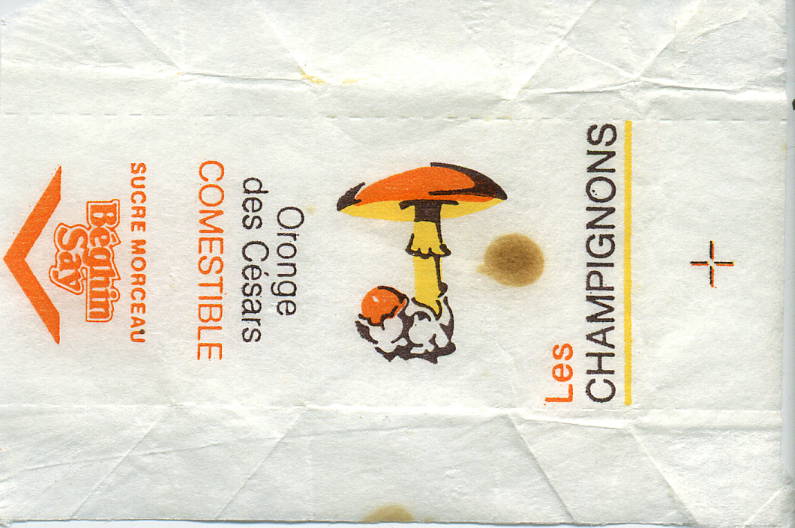 Les
CHAMPIGNONS
Oronge
des Césars
COMESTIBLE
SUCRE MORCEAU
Béghin
Say